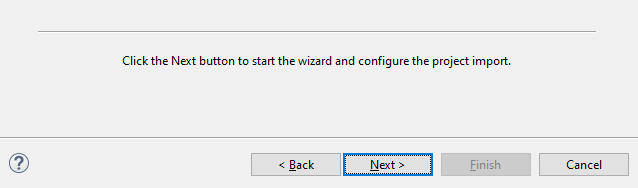 Click the Next button to start the wizard and configure the project import.
?
< Back Next > Finish Cancel